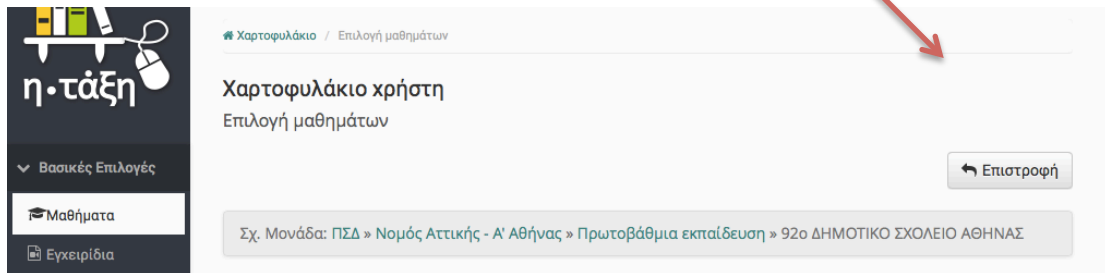 η•τάξη
Χαρτοφυλάκιο / Επιλογή μαθημάτων
Χαρτοφυλάκιο χρήστη
Επιλογή μαθημάτων
Βασικές Επιλογές
Επιστροφή
Μαθήματα
Σχ. Μονάδα: ΠΣΔ » Νομός Αττικής - Α' Αθήνας » Πρωτοβάθμια εκπαίδευση » 92ο ΔΗΜΟΤΙΚΟ ΣΧΟΛΕΙΟ ΑΘΗΝΑΣ
Εγχειρίδια